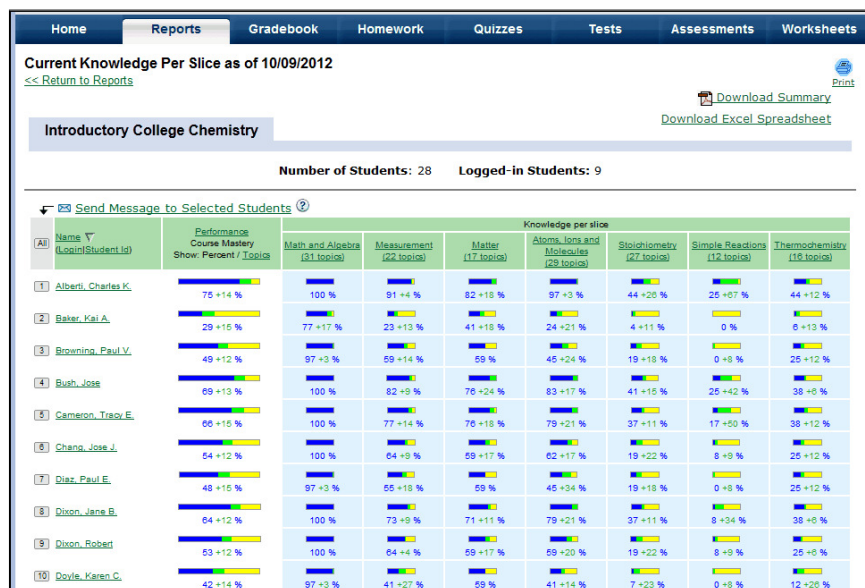 Home Reports Gradebook Homework Quizzes Tests Assessments Worksheets
Current Knowledge Per Slice as of 10/09/2012
<< Return to Reports
Print
Download Summary
Download Excel Spreadsheet
Introductory College Chemistry
Number of Students: 28 Logged-in Students: 9
Send Message to Selected Students ?
All
Name
(Login|Student Id)
Performance
Course Mastery
Show: Percent / Topics
Knowledge per slice
Math and Algebra
(31 topics)
Measurement
(22 topics)
Matter
(17 topics)
Atoms, Ions and
Molecules
(29 topics)
Stoichiometry
(27 topics)
Simple Reactions
(12 topics)
Thermochemistry
(16 topics)
1 Alberti, Charles K. 75 +14 % 100 % 91 +4 % 82 +18 % 97 +3 % 44 +26 % 25 +67 % 44 +12 %
2 Baker, Kai A. 29 +15 % 77 +17 % 23 +13 % 41 +18 % 24 +21 % 4 +11 % 0 % 6 +13 %
3 Browning, Paul V. 49 +12 % 97 +3 % 59 +14 % 59 % 45 +24 % 19 +18 % 0 +8 % 25 +12 %
4 Bush, Jose 69 +13 % 100 % 82 +9 % 76 +24 % 83 +17 % 41 +15 % 25 +42 % 38 +6 %
5 Cameron, Tracy E. 66 +15 % 100 % 77 +14 % 76 +18 % 79 +21 % 37 +11 % 17 +50 % 38 +12 %
6 Chang, Jose J. 54 +12 % 100 % 64 +9 % 59 +17 % 62 +17 % 19 +22 % 8 +9 % 25 +12 %
7 Diaz, Paul E. 48 +15 % 97 +3 % 55 +18 % 59 % 45 +34 % 19 +18 % 0 +8 % 25 +12 %
8 Dixon, Jane B. 64 +12 % 100 % 73 +9 % 71 +11 % 79 +21 % 37 +11 % 8 +34 % 38 +6 %
9 Dixon, Robert 53 +12 % 100 % 64 +4 % 59 +17 % 59 +20 % 19 +22 % 8 +9 % 25 +6 %
10 Doyle, Karen C. 42 +14 % 97 +3 % 41 +27 % 59 % 41 +14 % 7 +23 % 0 +8 % 12 +26 %